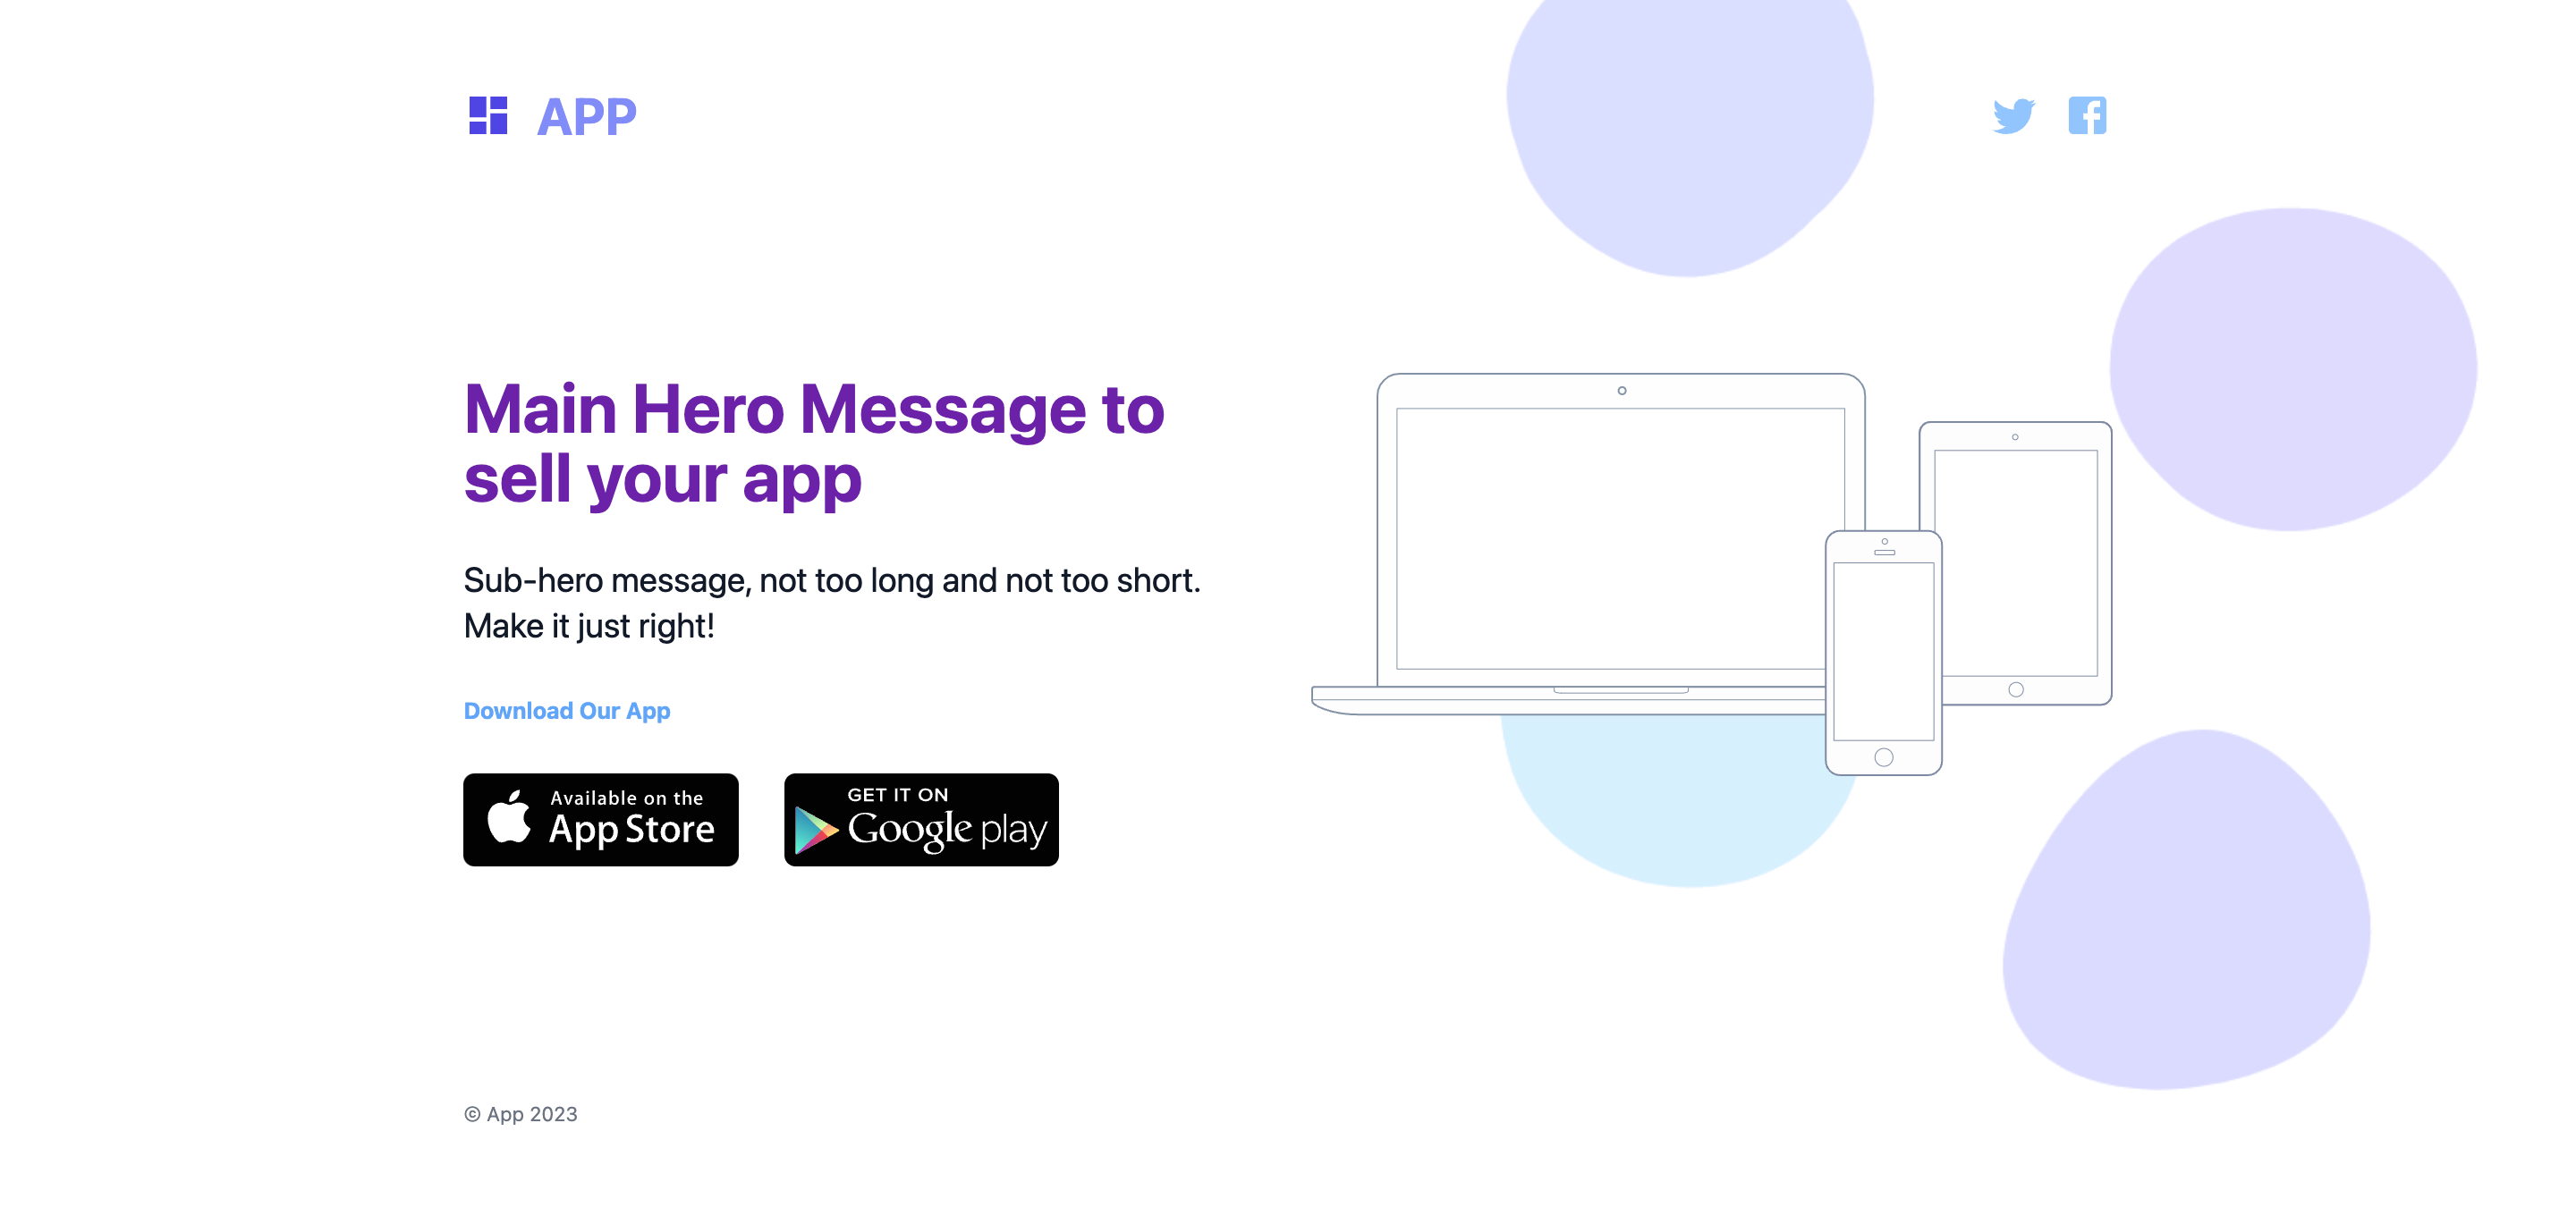 APP
Main Hero Message to
sell your app
Sub-hero message, not too long and not too short.
Make it just right!
Download Our App
Available on the
App Store
GET IT ON
Google play
© App 2023